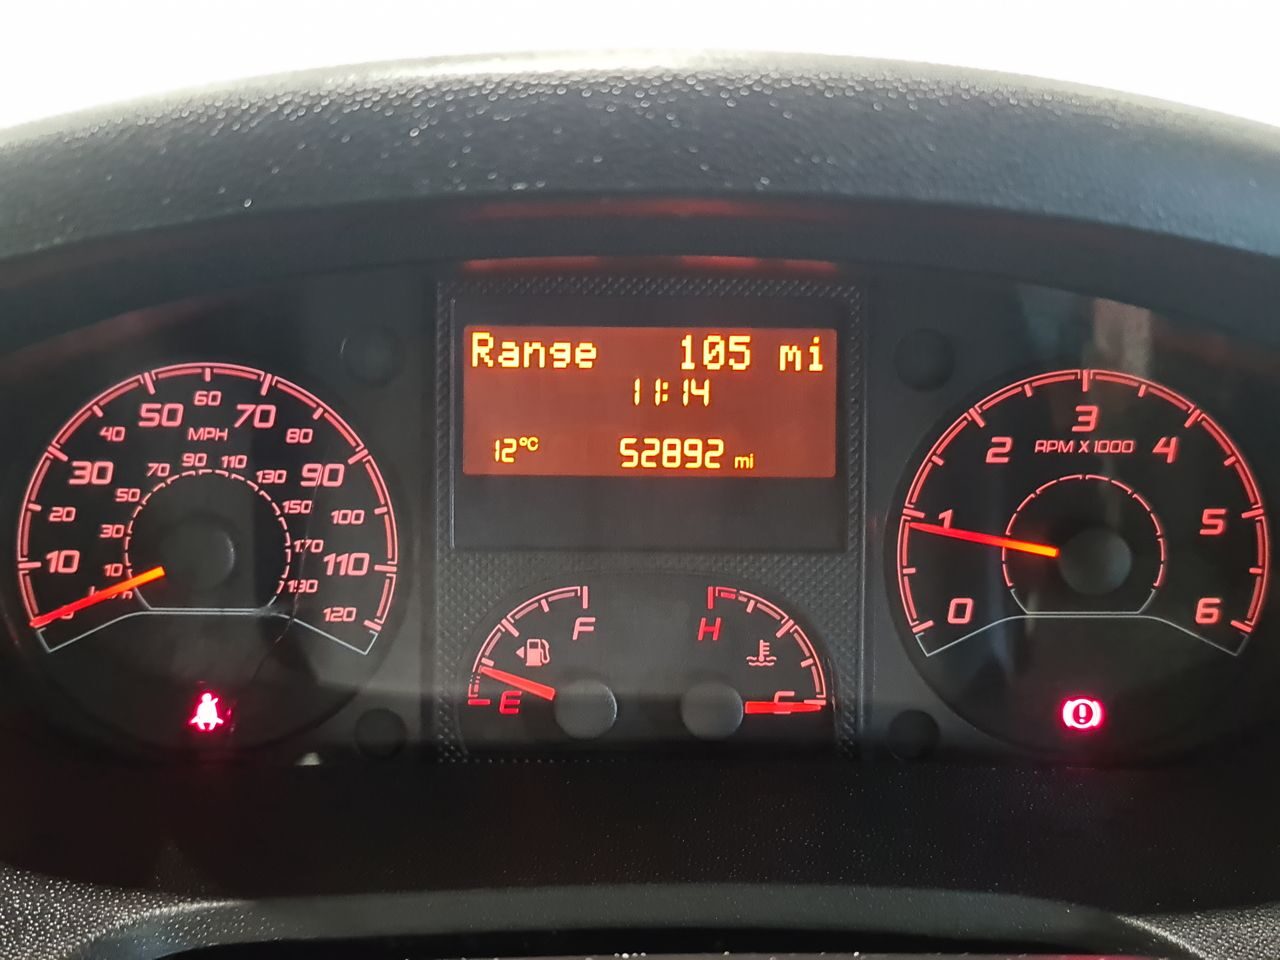 Range 105 mi
11:14
12°C 52892 mi
10 20 30 40 50 60 70 80 90 100 110 120
MPH
10 30 50 70 90 110 130 150 170 190
0 1 2 3 4 5 6
RPM X 1000
F
E
H
C